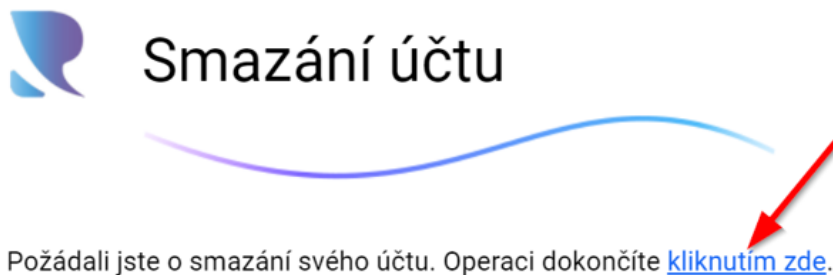 Smazání účtu
Požádali jste o smazání svého účtu. Operaci dokončíte kliknutím zde.